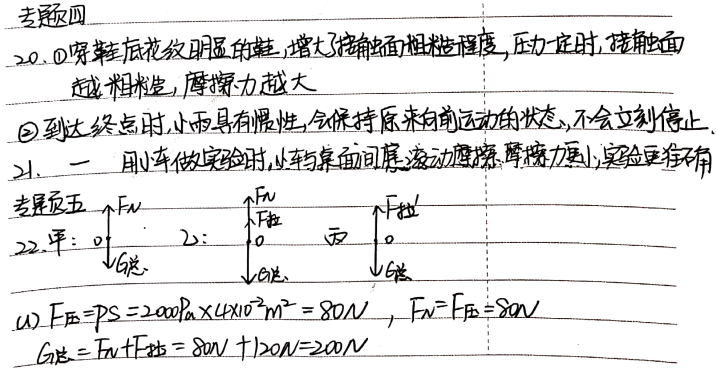 专题四
20.①穿鞋底花纹明显的鞋,增大了接触面粗糙程度,压力一定时,接触面
越粗糙,摩擦力越大
②到达终点时,小雨具有惯性,会保持原来向前运动的状态,不会立刻停止.
21. 一 用小车做实验时,小车与桌面间是滚动摩擦,摩擦力更小,实验更准确
专题五
22.甲: FN O G总. 乙: FN F拉 O G总. 丙 F拉' O G总
(1) F压=PS=2000Pa×4×10⁻²m²=80N , FN=F压=80N
G总=FN+F拉=80N+120N=200N